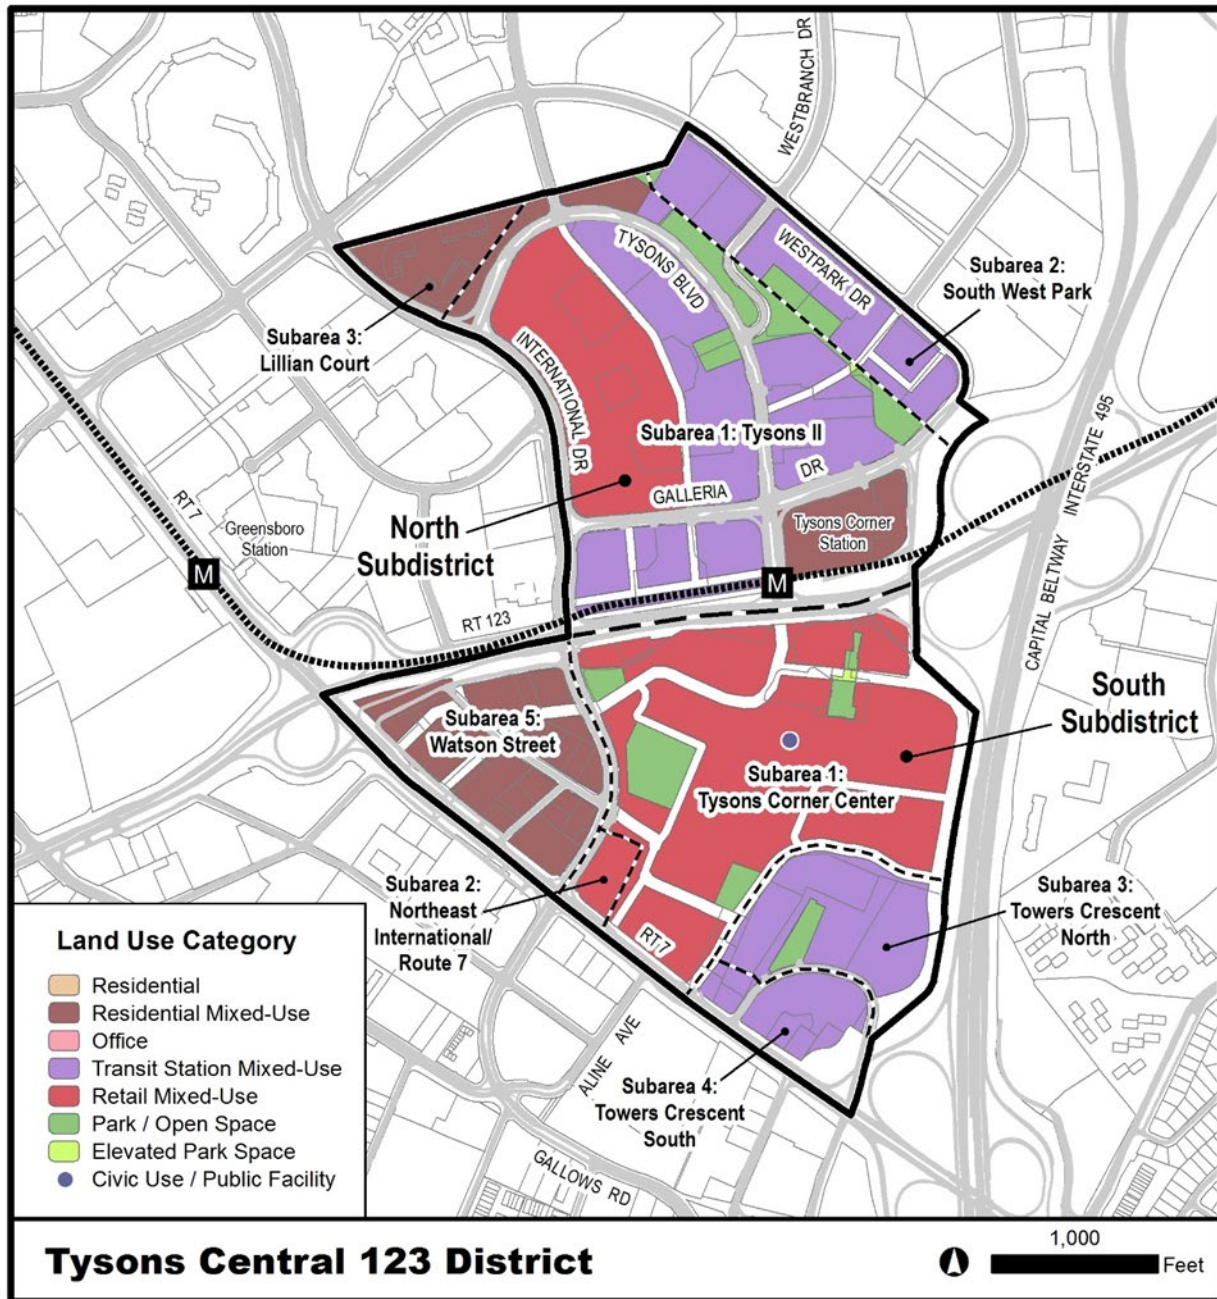 WESTBRANCH DR
TYSONS BLVD
WESTPARK DR
Subarea 2:
South West Park
Subarea 3:
Lillian Court
INTERNATIONAL DR
Subarea 1: Tysons II
GALLERIA DR
INTERSTATE 495
CAPITAL BELTWAY
RT 7
Greensboro
Station
North
Subdistrict
Tysons Corner
Station
M
M
RT 123
South
Subdistrict
Subarea 5:
Watson Street
Subarea 1:
Tysons Corner Center
Subarea 2:
Northeast
International/
Route 7
RT 7
Subarea 3:
Towers Crescent
North
ALINE AVE
Subarea 4:
Towers Crescent
South
GALLOWS RD
Land Use Category
Residential
Residential Mixed-Use
Office
Transit Station Mixed-Use
Retail Mixed-Use
Park / Open Space
Elevated Park Space
Civic Use / Public Facility
Tysons Central 123 District
1,000
Feet